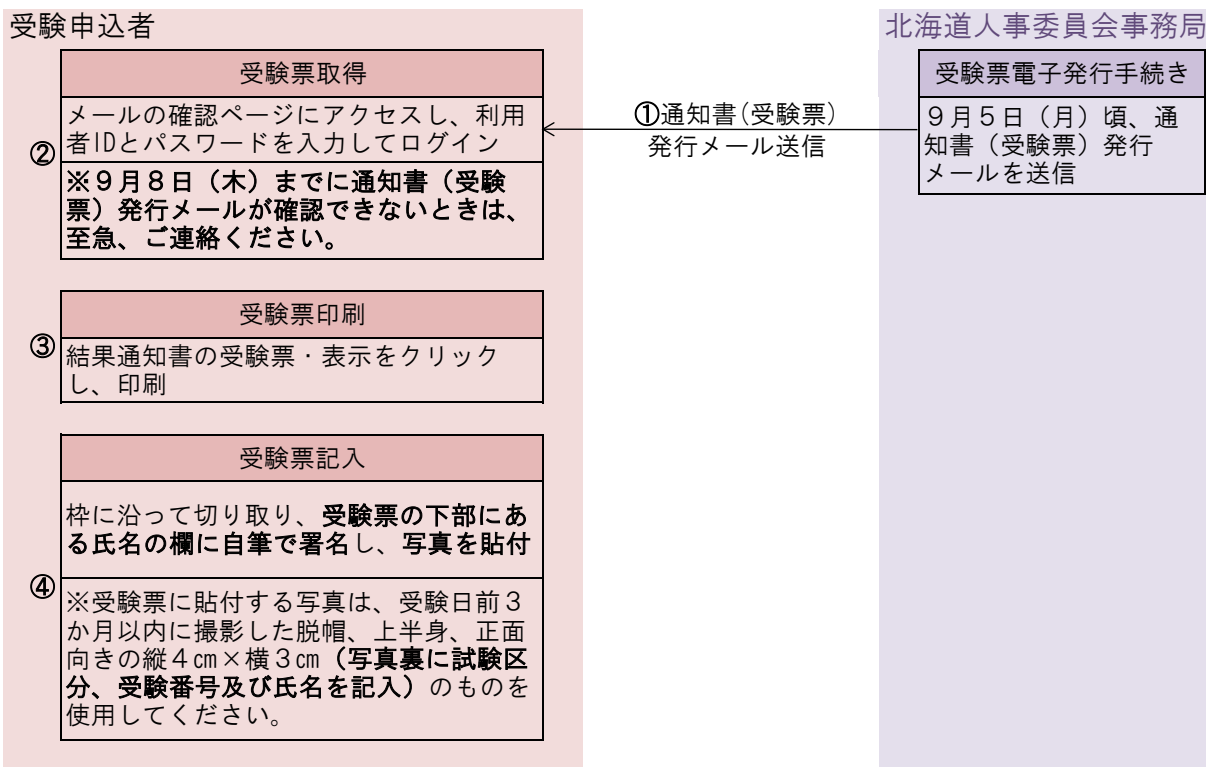 受験申込者
北海道人事委員会事務局
受験票取得
メールの確認ページにアクセスし、利用
者IDとパスワードを入力してログイン
②
※９月８日（木）までに通知書（受験
票）発行メールが確認できないときは、
至急、ご連絡ください。
①通知書(受験票)
発行メール送信
受験票電子発行手続き
９月５日（月）頃、通
知書（受験票）発行
メールを送信
受験票印刷
③
結果通知書の受験票・表示をクリック
し、印刷
受験票記入
枠に沿って切り取り、受験票の下部にあ
る氏名の欄に自筆で署名し、写真を貼付
④
※受験票に貼付する写真は、受験日前３
か月以内に撮影した脱帽、上半身、正面
向きの縦４㎝×横３㎝（写真裏に試験区
分、受験番号及び氏名を記入）のものを
使用してください。